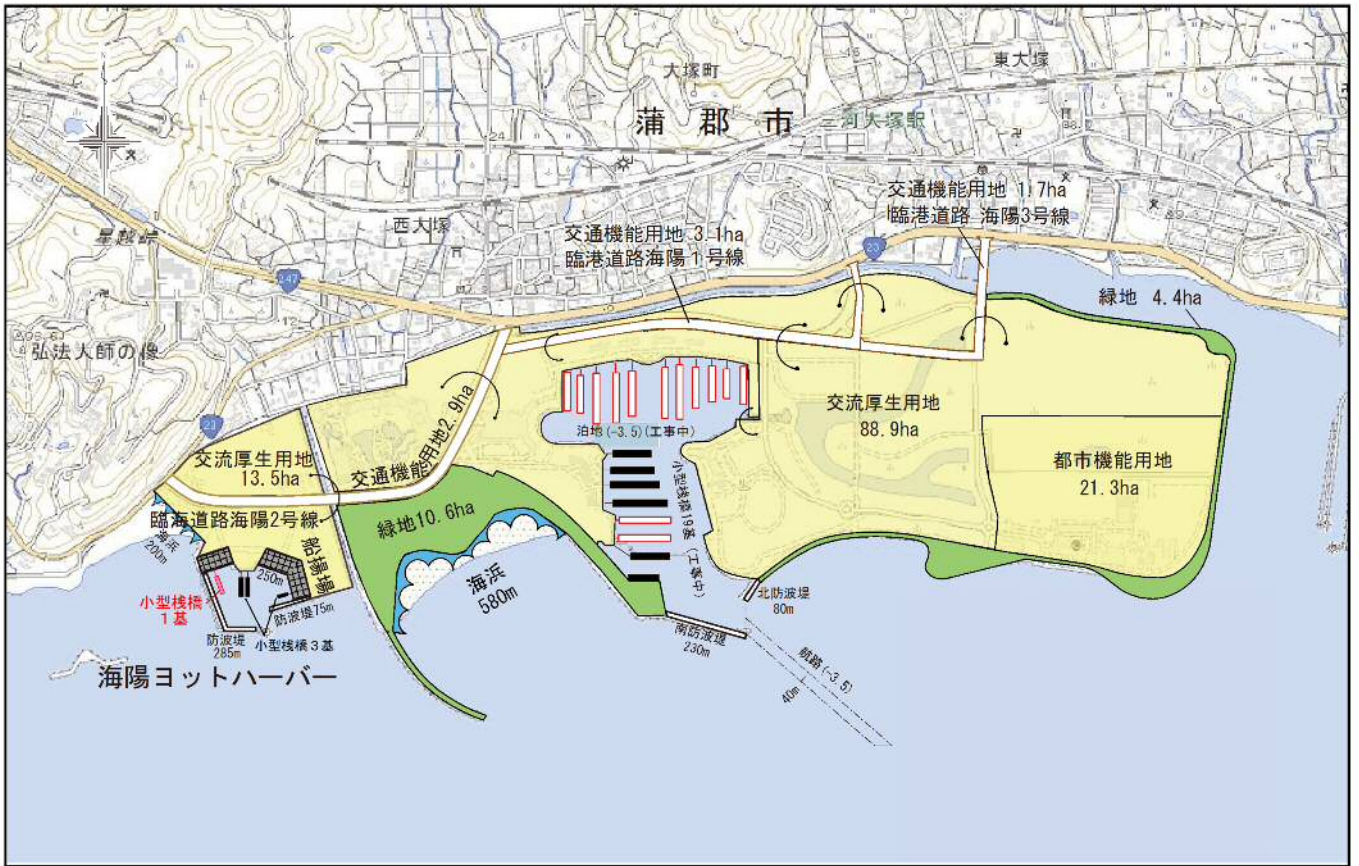 大塚町
東大塚
蒲郡市
三河大塚駅
24
16
交通機能用地 1.7ha
臨港道路 海陽3号線
西大塚
交通機能用地 3.1ha
臨港道路海陽1号線
星越峠
23
247
緑地 4.4ha
弘法大師の像
12
23
交流厚生用地
88.9ha
泊地(-3.5)(工事中)
交通機能用地2.9ha
交流厚生用地
13.5ha
都市機能用地
21.3ha
小型桟橋19基(工事中)
臨海道路海陽2号線
緑地10.6ha
海浜
200m
船揚場
250m
海浜
580m
小型桟橋
1基
防波堤75m
北防波堤
80m
防波堤
285m
小型桟橋3基
南防波堤
230m
航路(-3.5)
40m
海陽ヨットハーバー